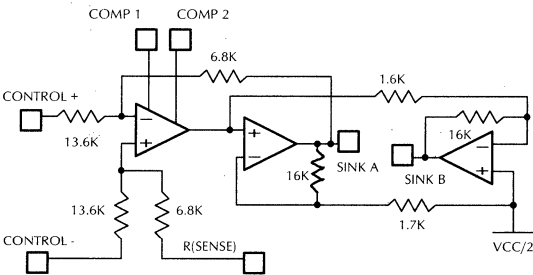 COMP 1 COMP 2
6.8K
1.6K
CONTROL +
13.6K
−
+
+
−
16K
−
+
SINK A
SINK B
16K
13.6K
6.8K
1.7K
CONTROL -
R(SENSE)
VCC/2